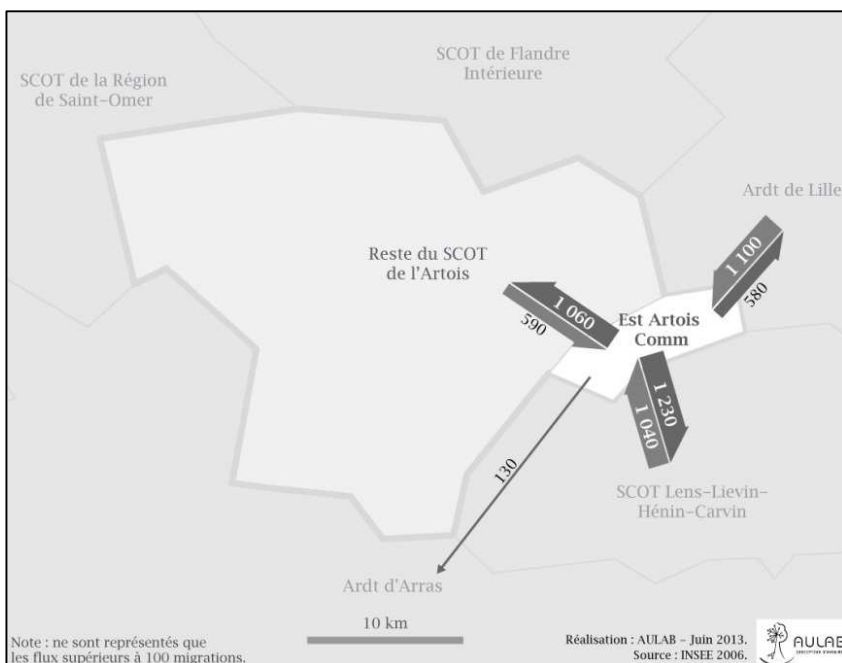 SCOT de Flandre
Intérieure
SCOT de la Région
de Saint-Omer
Ardt de Lille
Reste du SCOT
de l'Artois
1 100
580
1 060
590
Est Artois
Comm
1 230
1 040
130
SCOT Lens-Lievin-
Hénin-Carvin
Ardt d'Arras
10 km
Note : ne sont représentés que
les flux supérieurs à 100 migrations.
Réalisation : AULAB - Juin 2013.
Source : INSEE 2006.
AULAB